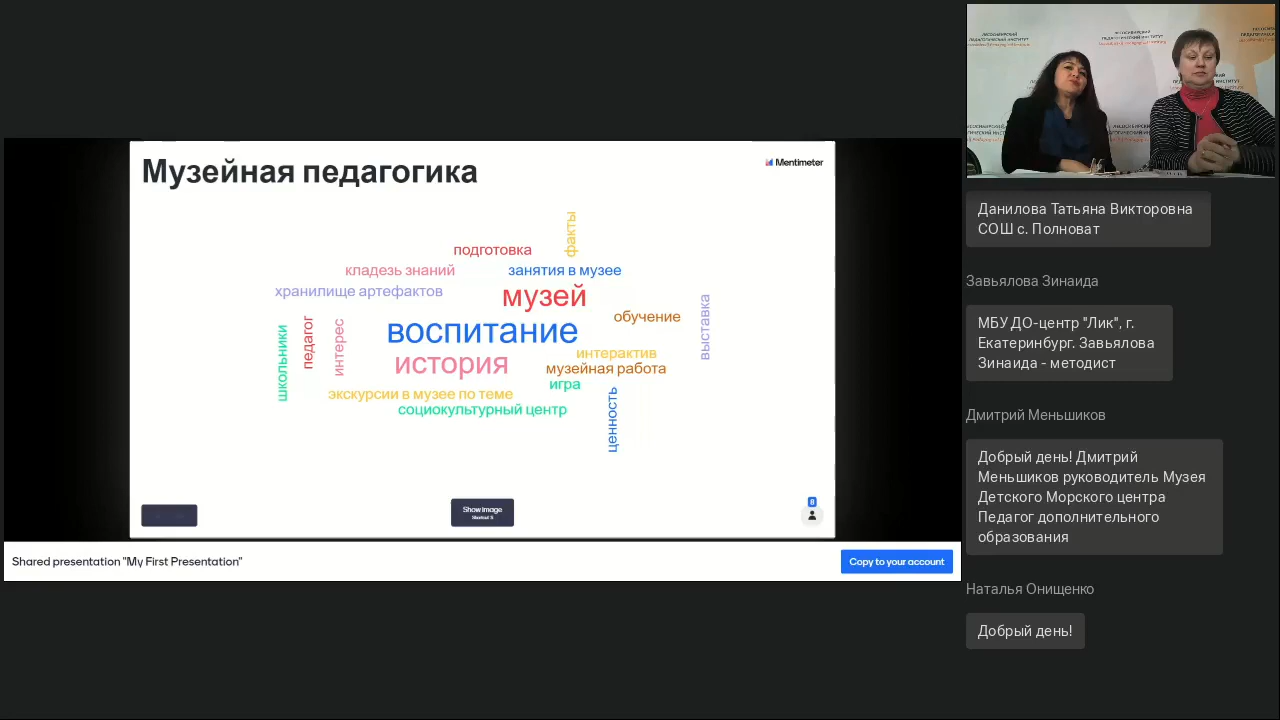 Музейная педагогика
Mentimeter
факты
подготовка
кладезь знаний
занятия в музее
хранилище артефактов
музей
выставка
обучение
воспитание
школьники
педагог
интерес
история
интерактив
музейная работа
игра
экскурсии в музее по теме
ценность
социокультурный центр
Show image
Shortcut S
8
Shared presentation "My First Presentation"
Copy to your account
Данилова Татьяна Викторовна
СОШ с. Полноват
Завьялова Зинаида
МБУ ДО-центр "Лик", г.
Екатеринбург. Завьялова
Зинаида - методист
Дмитрий Меньшиков
Добрый день! Дмитрий
Меньшиков руководитель Музея
Детского Морского центра
Педагог дополнительного
образования
Наталья Онищенко
Добрый день!